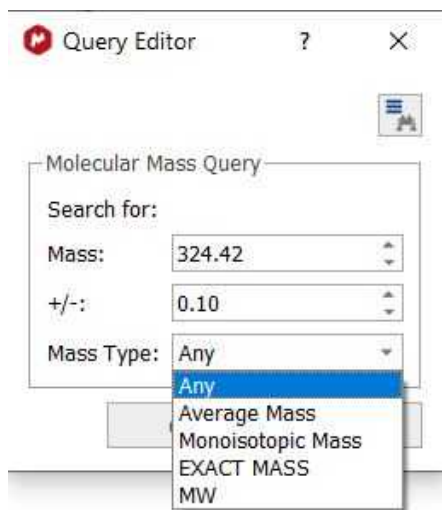 Query Editor ? ×
Molecular Mass Query
Search for:
Mass: 324.42
+/-: 0.10
Mass Type: Any
Any
Average Mass
Monoisotopic Mass
EXACT MASS
MW